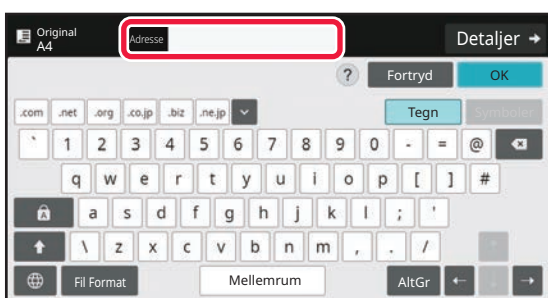 Original
A4
Adresse
Detaljer →
? Fortryd OK
.com .net .org .co.jp .biz .ne.jp Tegn Symboler
` 1 2 3 4 5 6 7 8 9 0 - = @
q w e r t y u i o p [ ] #
A a s d f g h j k l ; '
\ z x c v b n m , . /
Fil Format Mellemrum AltGr ← ↓ →